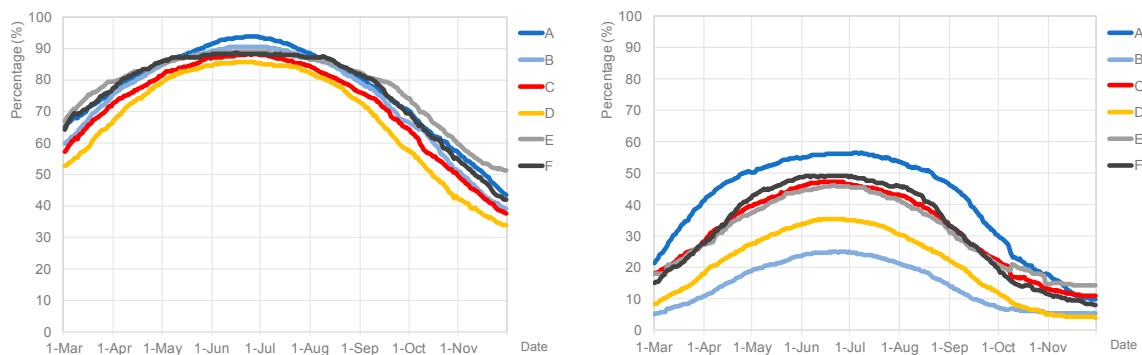 Percentage (%)
100
90
80
70
60
50
40
30
20
10
0
1-Mar 1-Apr 1-May 1-Jun 1-Jul 1-Aug 1-Sep 1-Oct 1-Nov Date
A
B
C
D
E
F
Percentage (%)
100
90
80
70
60
50
40
30
20
10
0
1-Mar 1-Apr 1-May 1-Jun 1-Jul 1-Aug 1-Sep 1-Oct 1-Nov Date
A
B
C
D
E
F